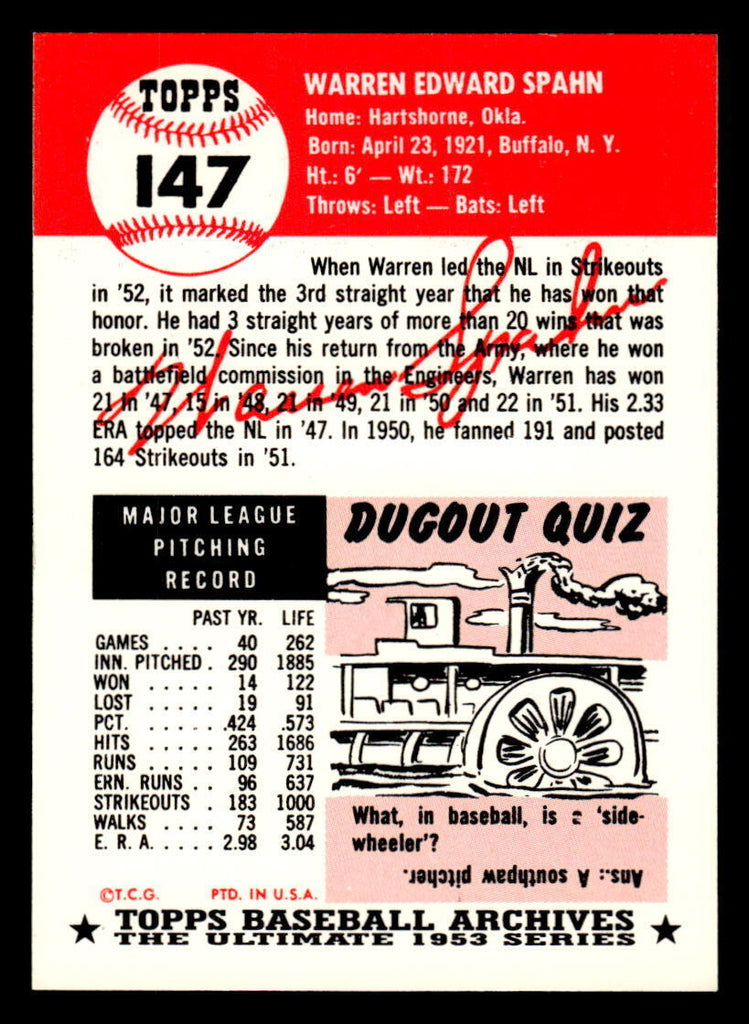 TOPPS
147
WARREN EDWARD SPAHN
Home: Hartshorne, Okla.
Born: April 23, 1921, Buffalo, N. Y.
Ht.: 6' — Wt.: 172
Throws: Left — Bats: Left
When Warren led the NL in Strikeouts
in '52, it marked the 3rd straight year that he has won that
honor. He had 3 straight years of more than 20 wins that was
broken in '52. Since his return from the Army, where he won
a battlefield commission in the Engineers, Warren has won
21 in '47, 15 in '48, 21 in '49, 21 in '50 and 22 in '51. His 2.33
ERA topped the NL in '47. In 1950, he fanned 191 and posted
164 Strikeouts in '51.
Warren Spahn
MAJOR LEAGUE
PITCHING
RECORD
PAST YR. LIFE
GAMES .... 40 262
INN. PITCHED . 290 1885
WON ..... 14 122
LOST ..... 19 91
PCT. ..... .424 .573
HITS ..... 263 1686
RUNS ..... 109 731
ERN. RUNS .. 96 637
STRIKEOUTS . 183 1000
WALKS .... 73 587
E. R. A. .... 2.98 3.04
©T.C.G. PTD. IN U.S.A.
DUGOUT QUIZ
A
What, in baseball, is a 'side-
wheeler'?
Ans.: A southpaw pitcher.
★ TOPPS BASEBALL ARCHIVES ★
THE ULTIMATE 1953 SERIES